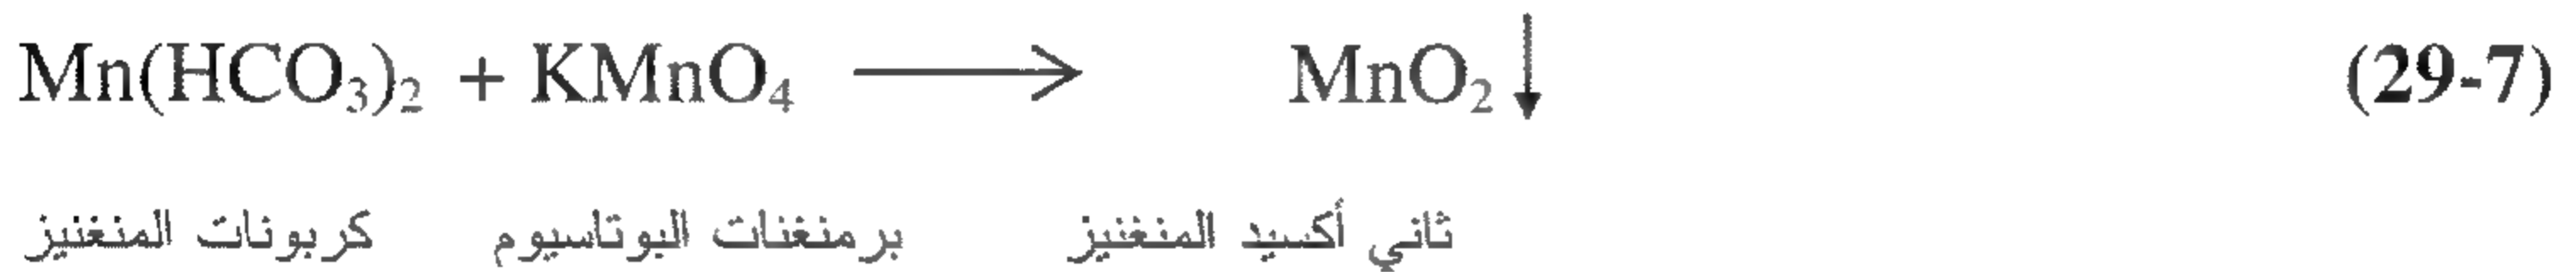 Mn(HCO₃)₂ + KMnO₄ ⟶ MnO₂↓ (29-7)
كربونات المنغنيز برمنغنات البوتاسيوم ثاني أكسيد المنغنيز